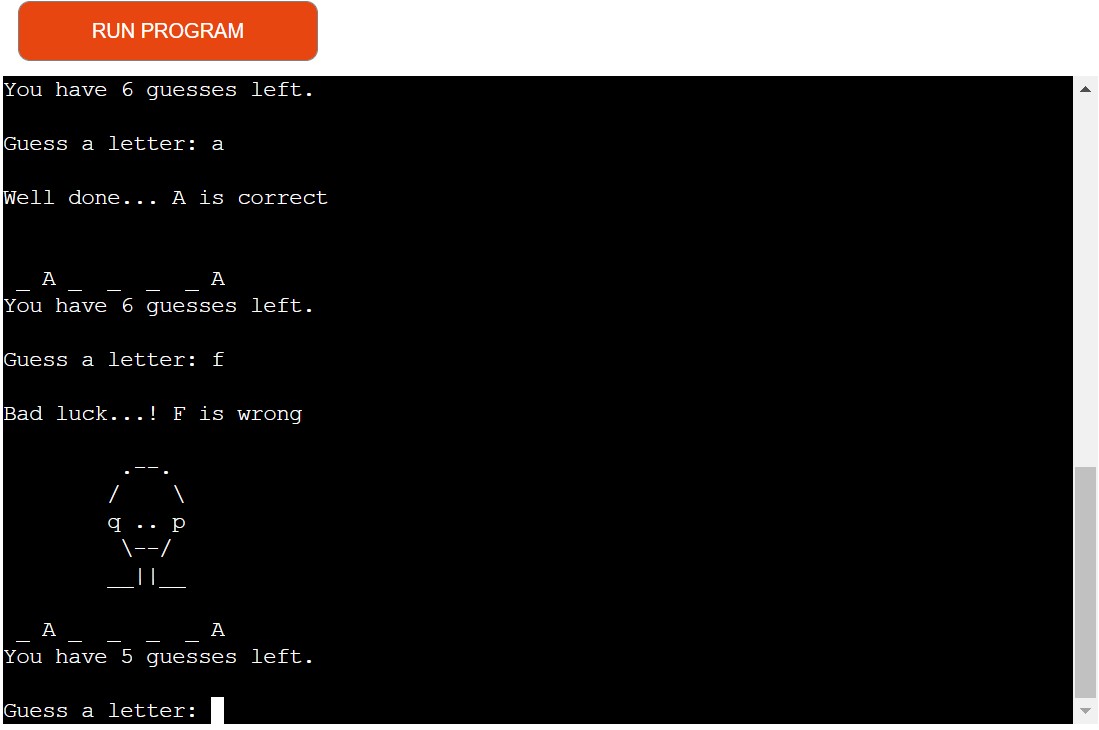 RUN PROGRAM
You have 6 guesses left.
Guess a letter: a
Well done... A is correct
_ A _ _ _ _ A
You have 6 guesses left.
Guess a letter: f
Bad luck...! F is wrong
.--.
/    \
q .. p
\--/
__||__
_ A _ _ _ _ A
You have 5 guesses left.
Guess a letter: